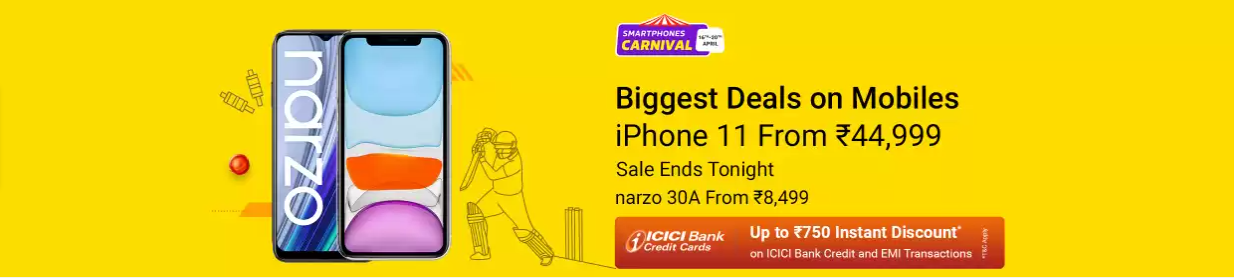 narzo
SMARTPHONES
CARNIVAL
16TH-20TH
APRIL
Biggest Deals on Mobiles
iPhone 11 From ₹44,999
Sale Ends Tonight
narzo 30A From ₹8,499
ICICI Bank
Credit Cards
Up to ₹750 Instant Discount*
on ICICI Bank Credit and EMI Transactions
*T&C Apply